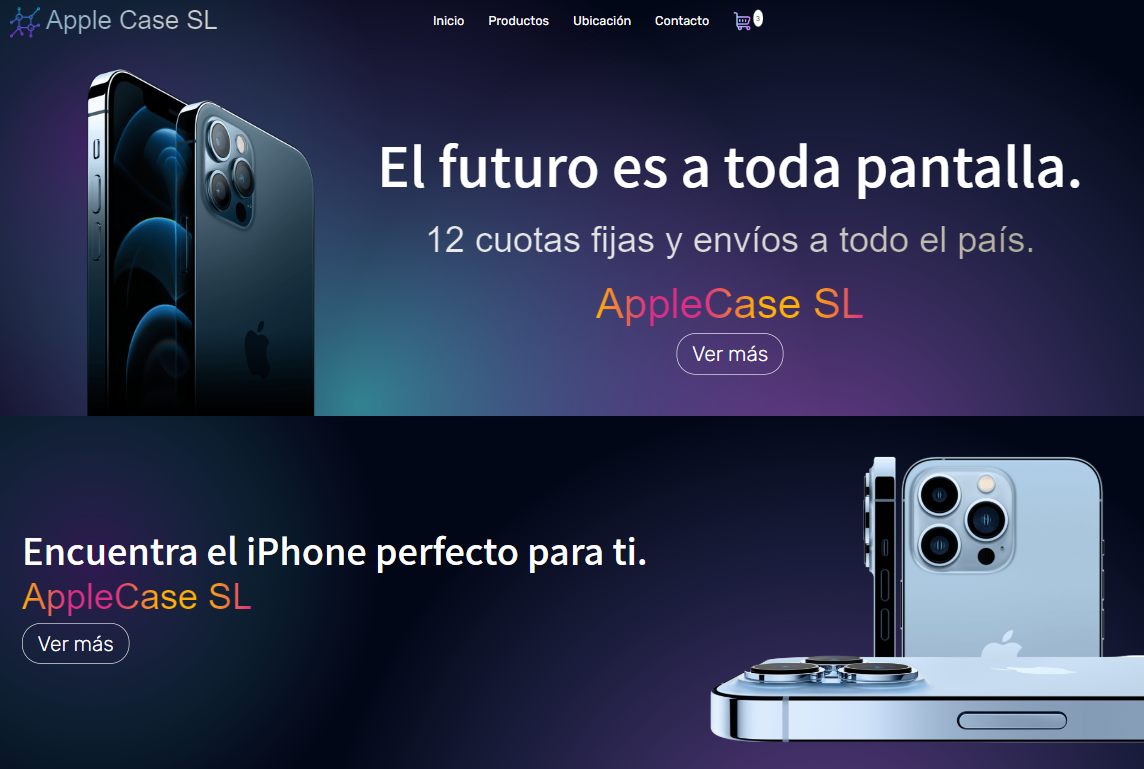 Apple Case SL
Inicio Productos Ubicación Contacto 3
El futuro es a toda pantalla.
12 cuotas fijas y envíos a todo el país.
AppleCase SL
Ver más
Encuentra el iPhone perfecto para ti.
AppleCase SL
Ver más